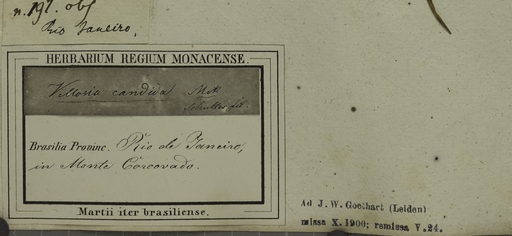 n. 197. obs
Rio Janeiro.
HERBARIUM REGIUM MONACENSE.
Vellosia candida Mik
Schultes fil.
Brasilia Provinc. Rio de Janeiro,
in Monte Corcovado.
Martii iter brasiliense.
Ad J.W. Goethart (Leiden)
missa X.1900; remissa V.24.